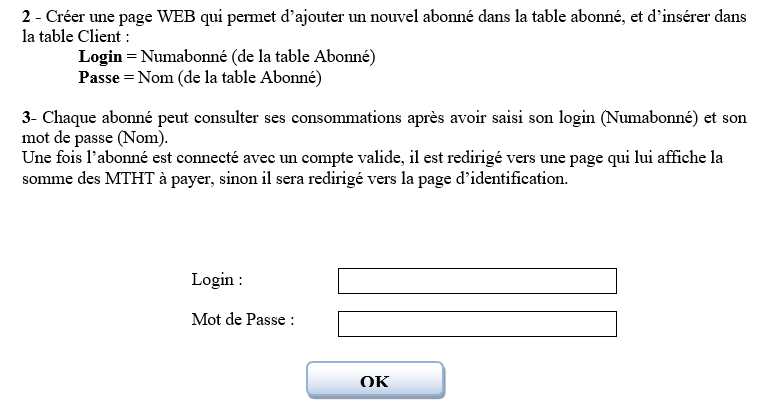 2 - Créer une page WEB qui permet d’ajouter un nouvel abonné dans la table abonné, et d’insérer dans
la table Client :
Login = Numabonné (de la table Abonné)
Passe = Nom (de la table Abonné)
3- Chaque abonné peut consulter ses consommations après avoir saisi son login (Numabonné) et son
mot de passe (Nom).
Une fois l’abonné est connecté avec un compte valide, il est redirigé vers une page qui lui affiche la
somme des MTHT à payer, sinon il sera redirigé vers la page d’identification.
Login :
Mot de Passe :
OK